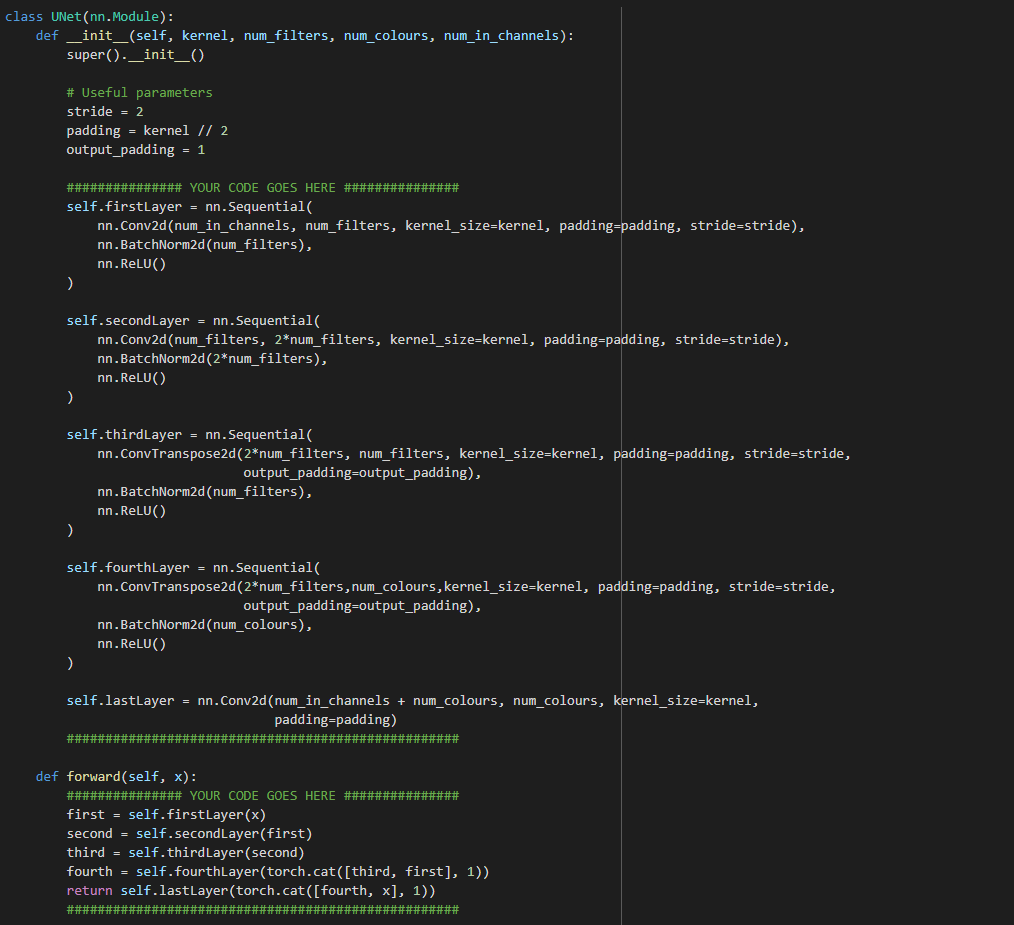 class UNet(nn.Module):
    def __init__(self, kernel, num_filters, num_colours, num_in_channels):
        super().__init__()

        # Useful parameters
        stride = 2
        padding = kernel // 2
        output_padding = 1

        ############### YOUR CODE GOES HERE ###############
        self.firstLayer = nn.Sequential(
            nn.Conv2d(num_in_channels, num_filters, kernel_size=kernel, padding=padding, stride=stride),
            nn.BatchNorm2d(num_filters),
            nn.ReLU()
        )

        self.secondLayer = nn.Sequential(
            nn.Conv2d(num_filters, 2*num_filters, kernel_size=kernel, padding=padding, stride=stride),
            nn.BatchNorm2d(2*num_filters),
            nn.ReLU()
        )

        self.thirdLayer = nn.Sequential(
            nn.ConvTranspose2d(2*num_filters, num_filters, kernel_size=kernel, padding=padding, stride=stride,
                               output_padding=output_padding),
            nn.BatchNorm2d(num_filters),
            nn.ReLU()
        )

        self.fourthLayer = nn.Sequential(
            nn.ConvTranspose2d(2*num_filters,num_colours,kernel_size=kernel, padding=padding, stride=stride,
                               output_padding=output_padding),
            nn.BatchNorm2d(num_colours),
            nn.ReLU()
        )

        self.lastLayer = nn.Conv2d(num_in_channels + num_colours, num_colours, kernel_size=kernel,
                                   padding=padding)
        ###################################################

    def forward(self, x):
        ############### YOUR CODE GOES HERE ###############
        first = self.firstLayer(x)
        second = self.secondLayer(first)
        third = self.thirdLayer(second)
        fourth = self.fourthLayer(torch.cat([third, first], 1))
        return self.lastLayer(torch.cat([fourth, x], 1))
        ###################################################